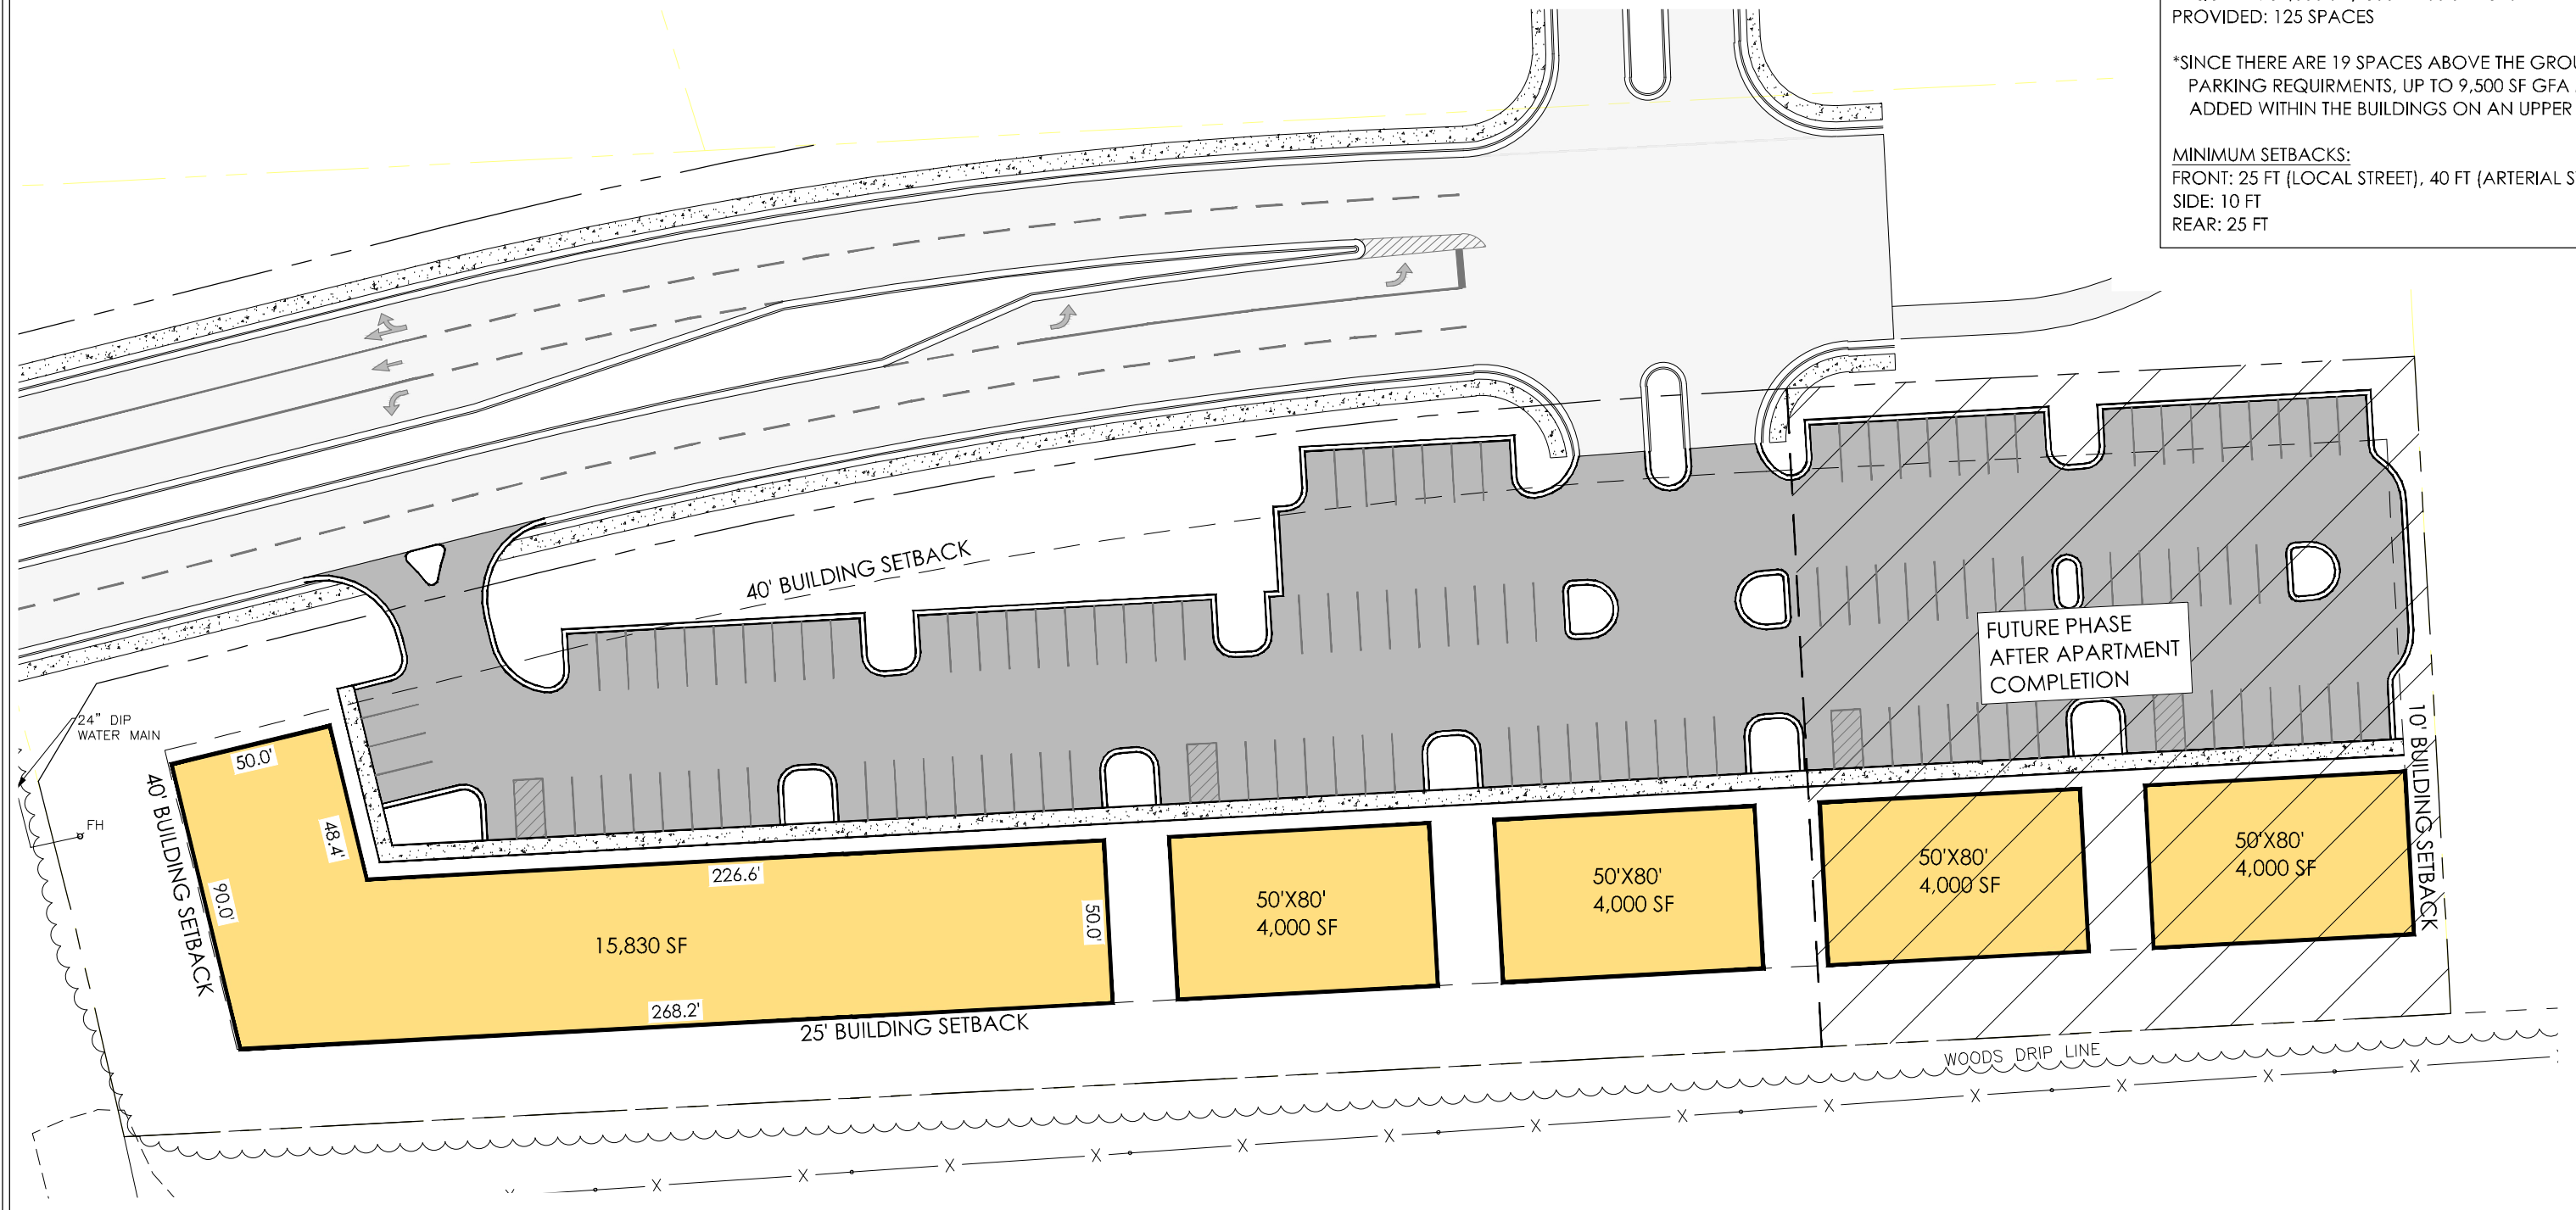 PROVIDED: 125 SPACES
*SINCE THERE ARE 19 SPACES ABOVE THE
PARKING REQUIRMENTS, UP TO 9,500 SF GFA
ADDED WITHIN THE BUILDINGS ON AN UPPER
MINIMUM SETBACKS:
FRONT: 25 FT (LOCAL STREET), 40 FT (ARTERIAL
SIDE: 10 FT
REAR: 25 FT
40' BUILDING SETBACK
FUTURE PHASE
AFTER APARTMENT
COMPLETION
24" DIP
WATER MAIN
FH
40' BUILDING SETBACK
50.0'
48.4'
90.0'
226.6'
50.0'
15,830 SF
268.2'
25' BUILDING SETBACK
50'X80'
4,000 SF
50'X80'
4,000 SF
50'X80'
4,000 SF
50'X80'
4,000 SF
10' BUILDING SETBACK
WOODS DRIP LINE
X X X X X X X X X X X X X